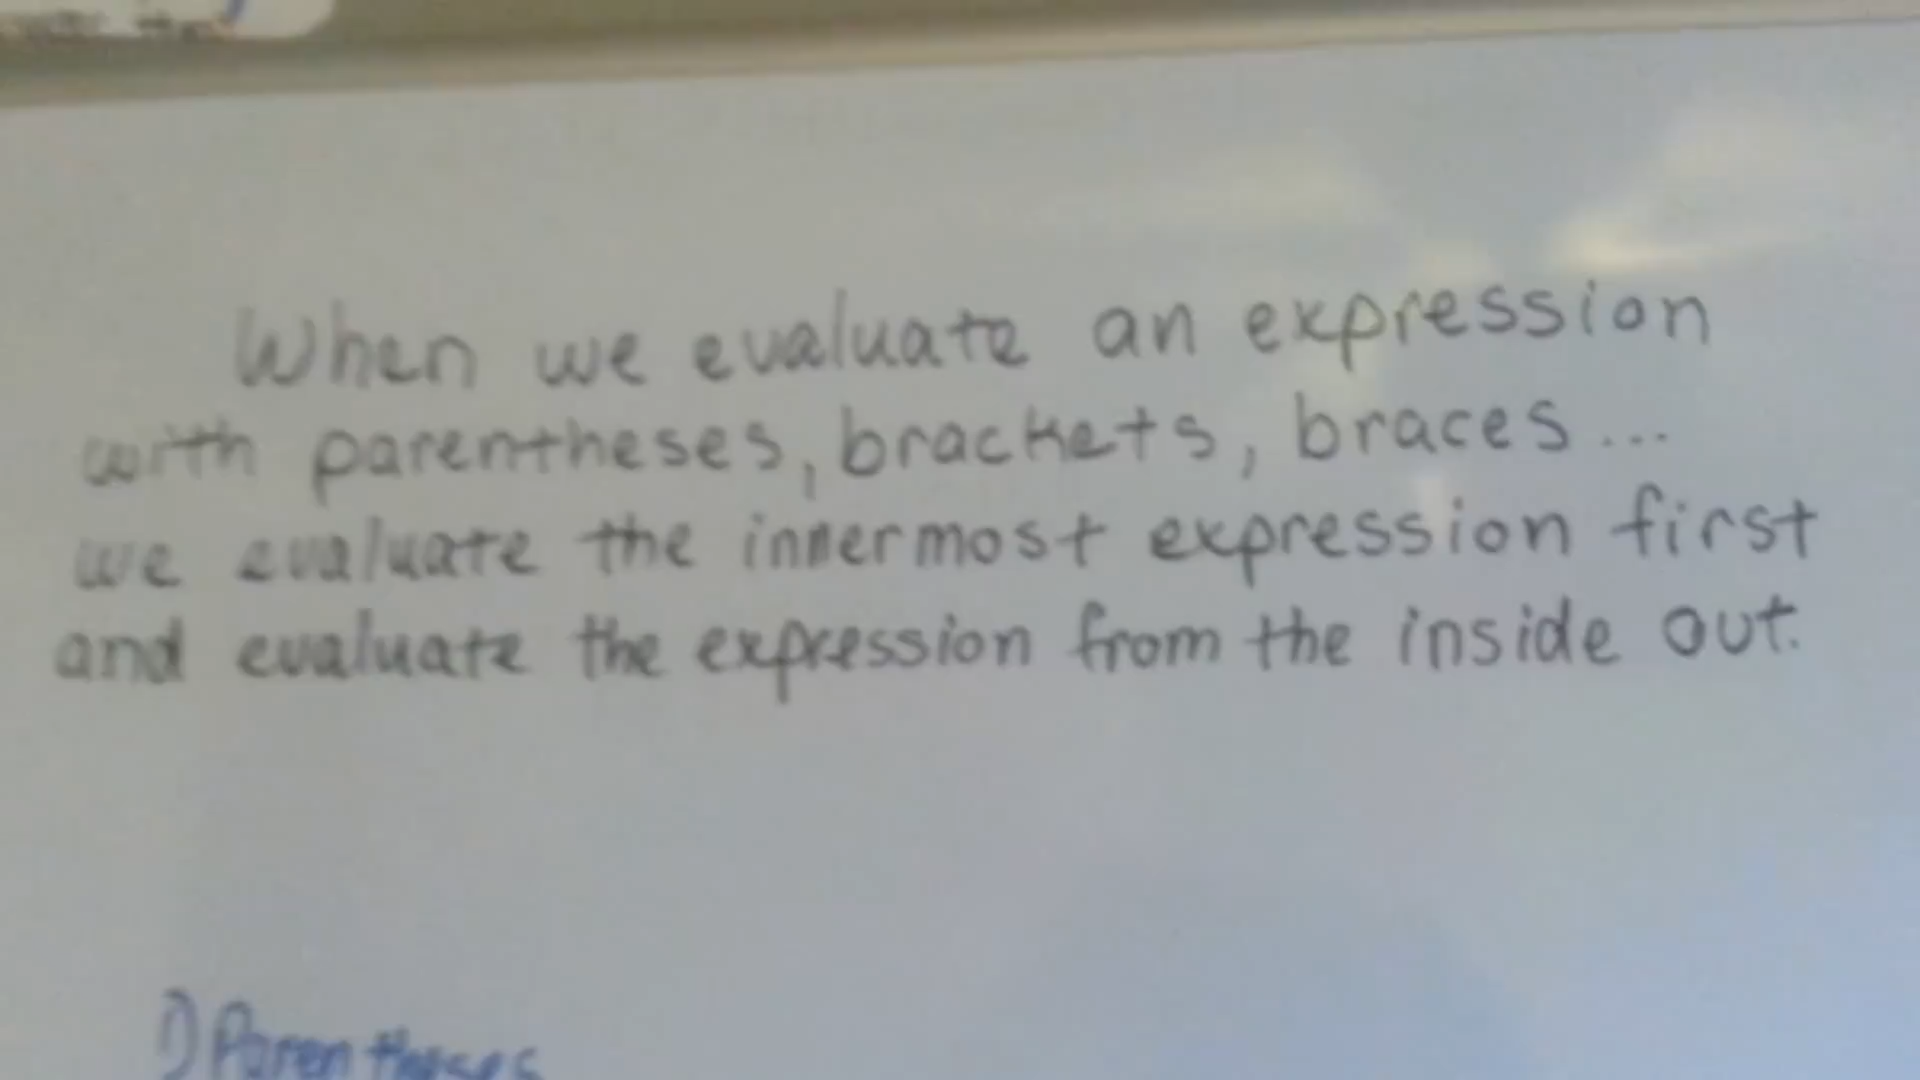 When we evaluate an expression
with parentheses, brackets, braces...
we evaluate the innermost expression first
and evaluate the expression from the inside out.
1) Parentheses